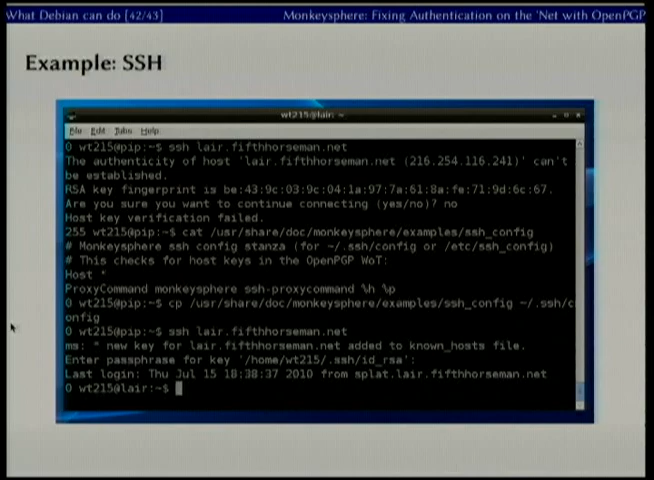 What Debian can do [42/43]
Monkeysphere: Fixing Authentication on the 'Net with OpenPGP
Example: SSH
wt215@lair: ~
File Edit Tabs Help
0 wt215@pip:~$ ssh lair.fifthhorseman.net
The authenticity of host 'lair.fifthhorseman.net (216.254.116.241)' can't
be established.
RSA key fingerprint is be:43:9c:03:9c:04:1a:97:7a:61:8a:fe:71:9d:6c:67.
Are you sure you want to continue connecting (yes/no)? no
Host key verification failed.
255 wt215@pip:~$ cat /usr/share/doc/monkeysphere/examples/ssh_config
# Monkeysphere ssh config stanza (for ~/.ssh/config or /etc/ssh_config)
# This checks for host keys in the OpenPGP WoT:
Host *
ProxyCommand monkeysphere ssh-proxycommand %h %p
0 wt215@pip:~$ cp /usr/share/doc/monkeysphere/examples/ssh_config ~/.ssh/c
onfig
0 wt215@pip:~$ ssh lair.fifthhorseman.net
ms: * new key for lair.fifthhorseman.net added to known_hosts file.
Enter passphrase for key '/home/wt215/.ssh/id_rsa':
Last login: Thu Jul 15 18:38:37 2010 from splat.lair.fifthhorseman.net
0 wt215@lair:~$